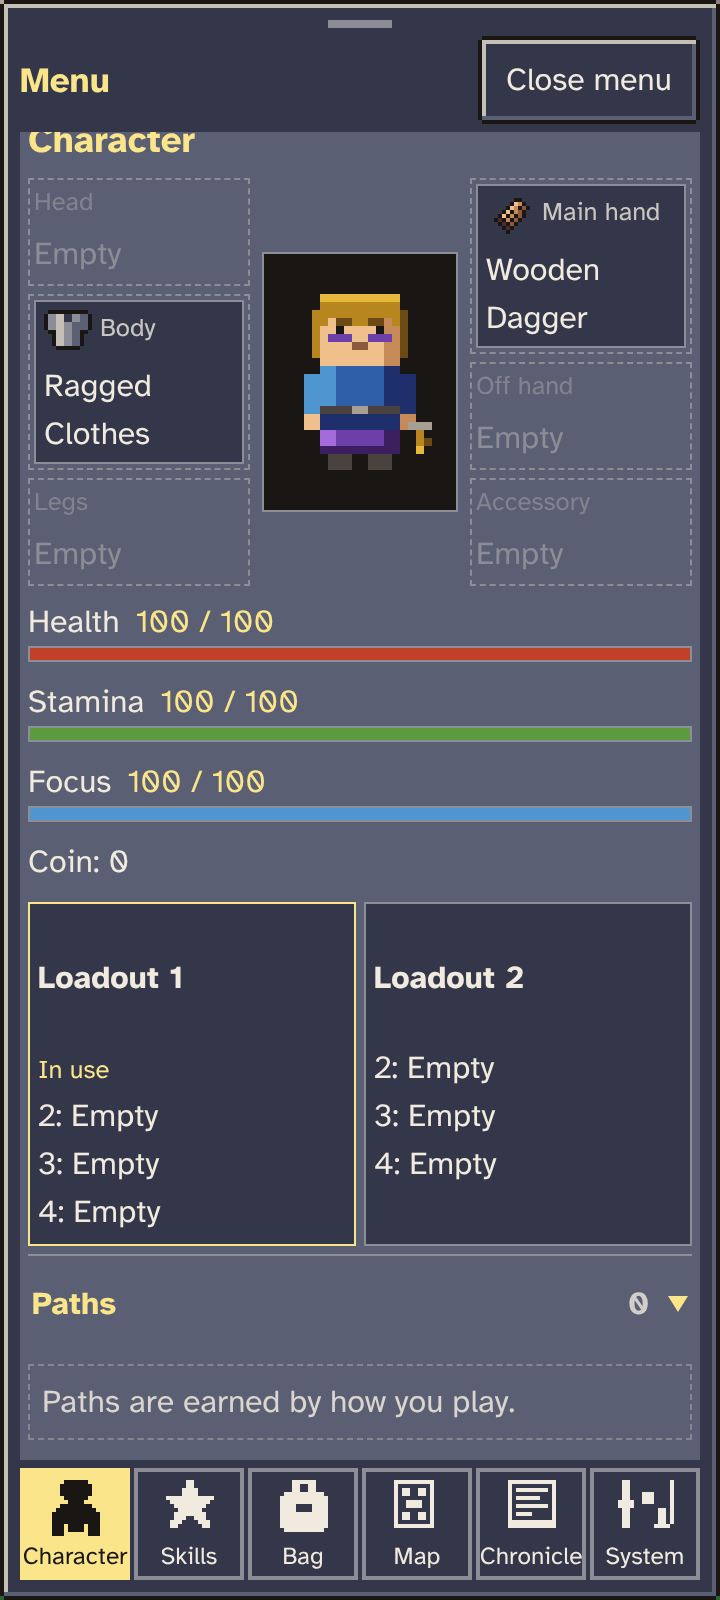 Menu
Close menu
Character
Head
Empty
Body
Ragged
Clothes
Legs
Empty
Main hand
Wooden
Dagger
Off hand
Empty
Accessory
Empty
Health 100 / 100
Stamina 100 / 100
Focus 100 / 100
Coin: 0
Loadout 1
In use
2: Empty
3: Empty
4: Empty
Loadout 2
2: Empty
3: Empty
4: Empty
Paths 0
Paths are earned by how you play.
Character
Skills
Bag
Map
Chronicle
System